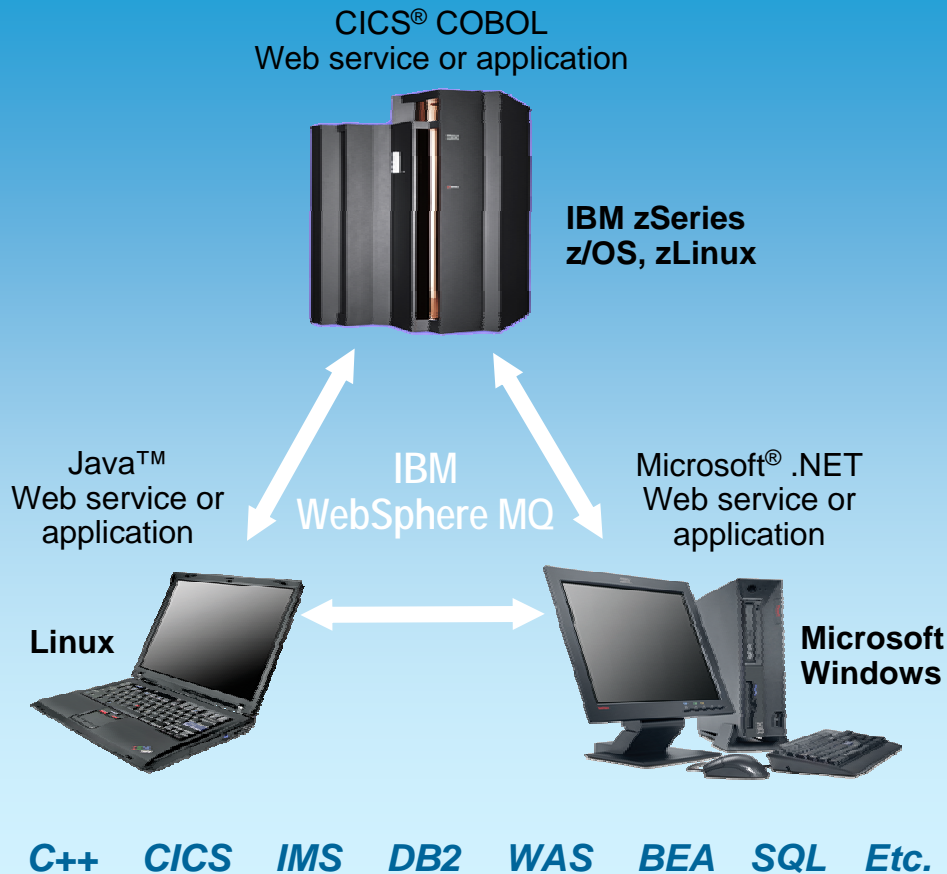 CICS® COBOL
Web service or application
IBM zSeries
z/OS, zLinux
Java™
Web service or
application
IBM
WebSphere MQ
Microsoft® .NET
Web service or
application
Linux
Microsoft
Windows
C++ CICS IMS DB2 WAS BEA SQL Etc.